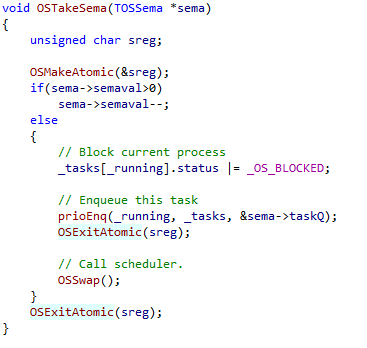 void OSTakeSema(TOSSema *sema)
{
    unsigned char sreg;

    OSMakeAtomic(&sreg);
    if(sema->semaval>0)
        sema->semaval--;
    else
    {
        // Block current process
        _tasks[_running].status |= _OS_BLOCKED;

        // Enqueue this task
        prioEnq(_running, _tasks, &sema->taskQ);
        OSExitAtomic(sreg);

        // Call scheduler.
        OSSwap();
    }
    OSExitAtomic(sreg);
}